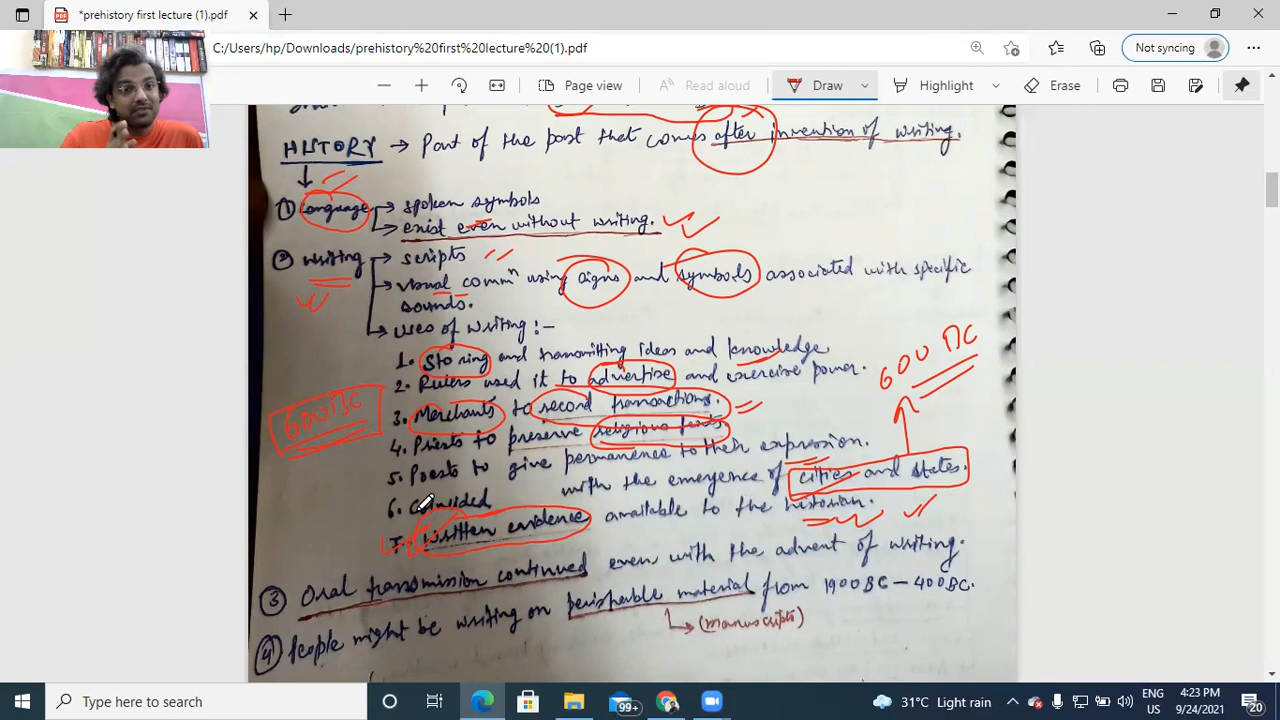 *prehistory first lecture (1).pdf
C:/Users/hp/Downloads/prehistory%20first%20lecture%20(1).pdf
Not syncing
Page view
Read aloud
Draw
Highlight
Erase
HISTORY → Part of the past that comes after invention of writing.
① language → spoken symbols
→ exist even without writing.
② writing → scripts
→ visual commn using signs and symbols associated with specific
sounds.
→ uses of writing :-
1. Storing and transmitting ideas and knowledge
2. Rulers used it to advertise and exercise power.
3. Merchants to record transactions.
4. Priests to preserve religious texts
5. Poets to give permanence to their expression.
6. Coincided with the emergence of cities and states.
7. written evidence available to the historian.
600 BC
600 BC
③ Oral transmission continued even with the advent of writing.
④ People might be writing on perishable material from 1900BC – 400BC.
(manuscripts)
Type here to search
99+
31°C Light rain
ENG
US
4:23 PM
9/24/2021
20